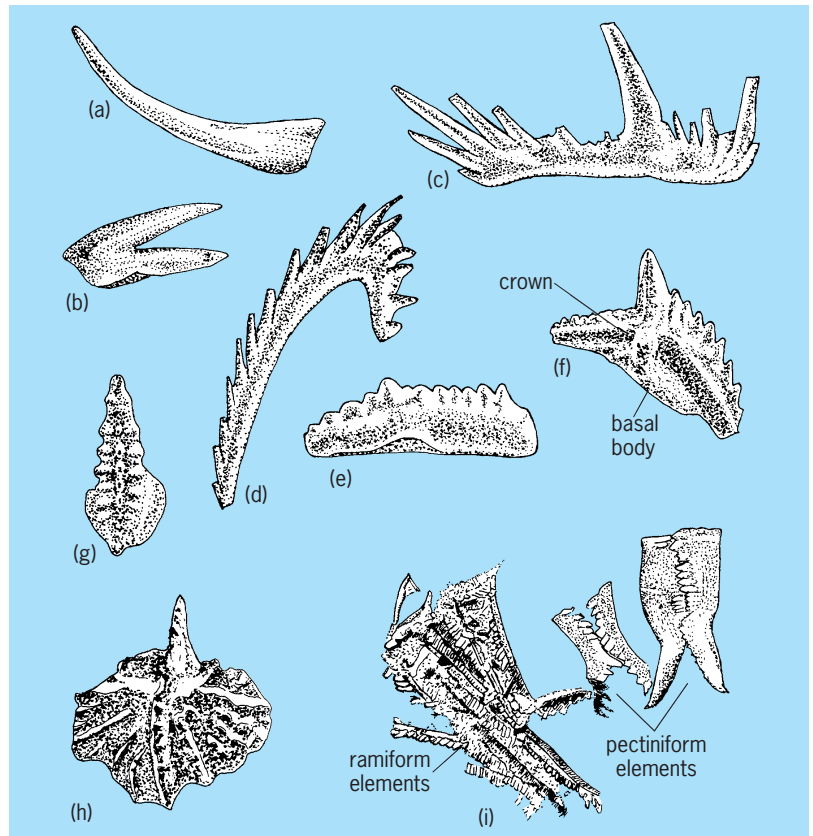 (a)
(c)
(b)
crown
(f)
basal
body
(d)
(e)
(g)
ramiform
elements
pectiniform
elements
(h)
(i)